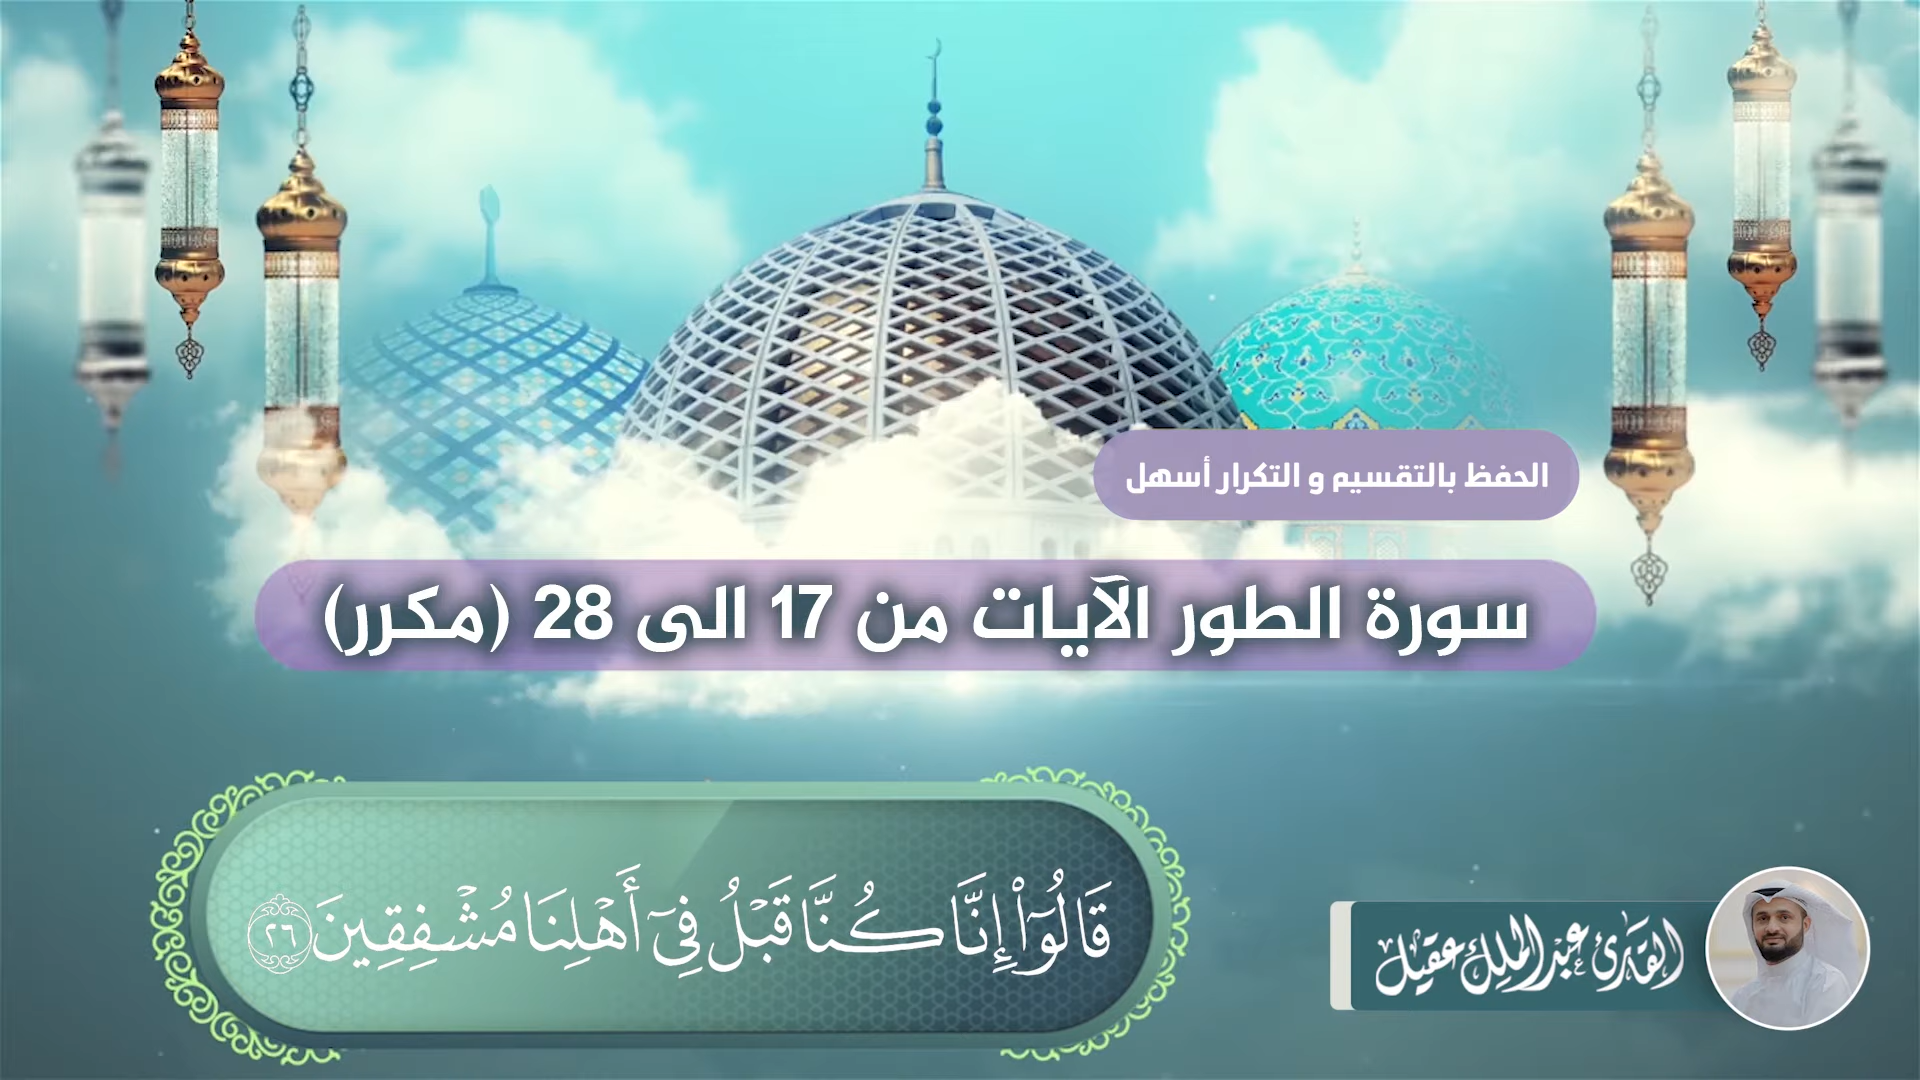 الحفظ بالتقسيم و التكرار أسهل
سورة الطور الآيات من 17 الى 28 (مكرر)
قَالُوٓا۟ إِنَّا كُنَّا قَبْلُ فِىٓ أَهْلِنَا مُشْفِقِينَ ٢٦
القارئ عبدالملك عقيل